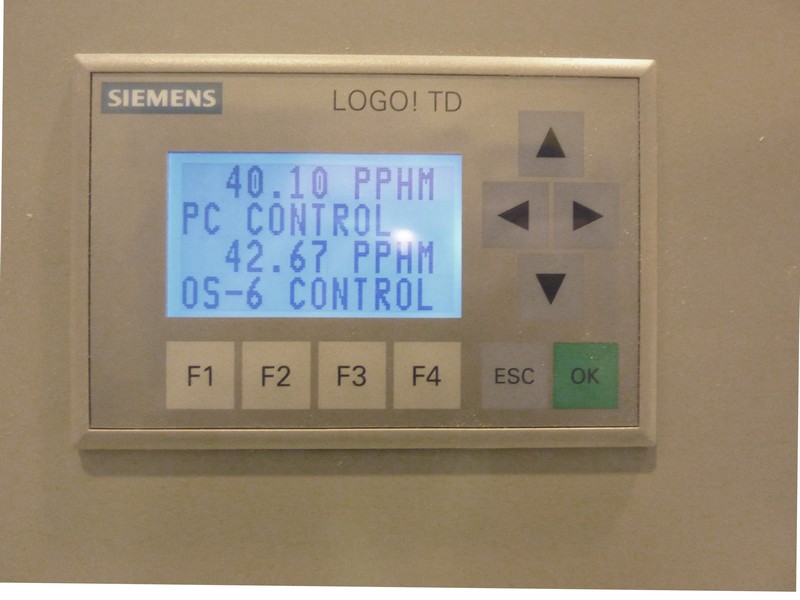 SIEMENS
LOGO! TD
40.10 PPHM
PC CONTROL
42.67 PPHM
OS-6 CONTROL
F1 F2 F3 F4 ESC OK